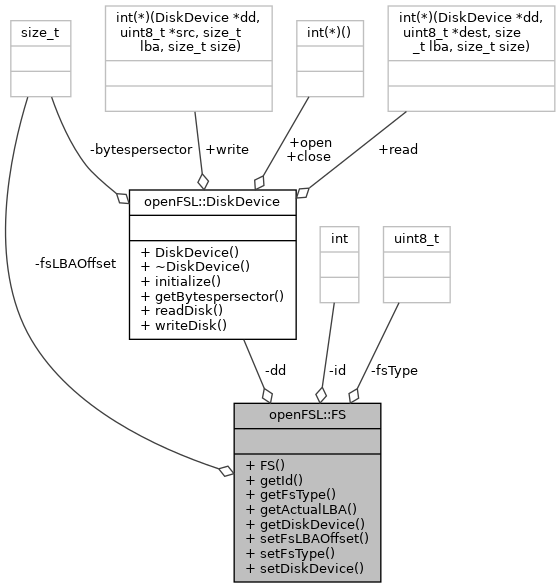 size_t
int(*)(DiskDevice *dd,
uint8_t *src, size_t
lba, size_t size)
int(*)()
int(*)(DiskDevice *dd,
uint8_t *dest, size
_t lba, size_t size)
-bytespersector
+write
+open
+close
+read
openFSL::DiskDevice
+ DiskDevice()
+ ~DiskDevice()
+ initialize()
+ getBytespersector()
+ readDisk()
+ writeDisk()
int
uint8_t
-fsLBAOffset
-dd
-id
-fsType
openFSL::FS
+ FS()
+ getId()
+ getFsType()
+ getActualLBA()
+ getDiskDevice()
+ setFsLBAOffset()
+ setFsType()
+ setDiskDevice()